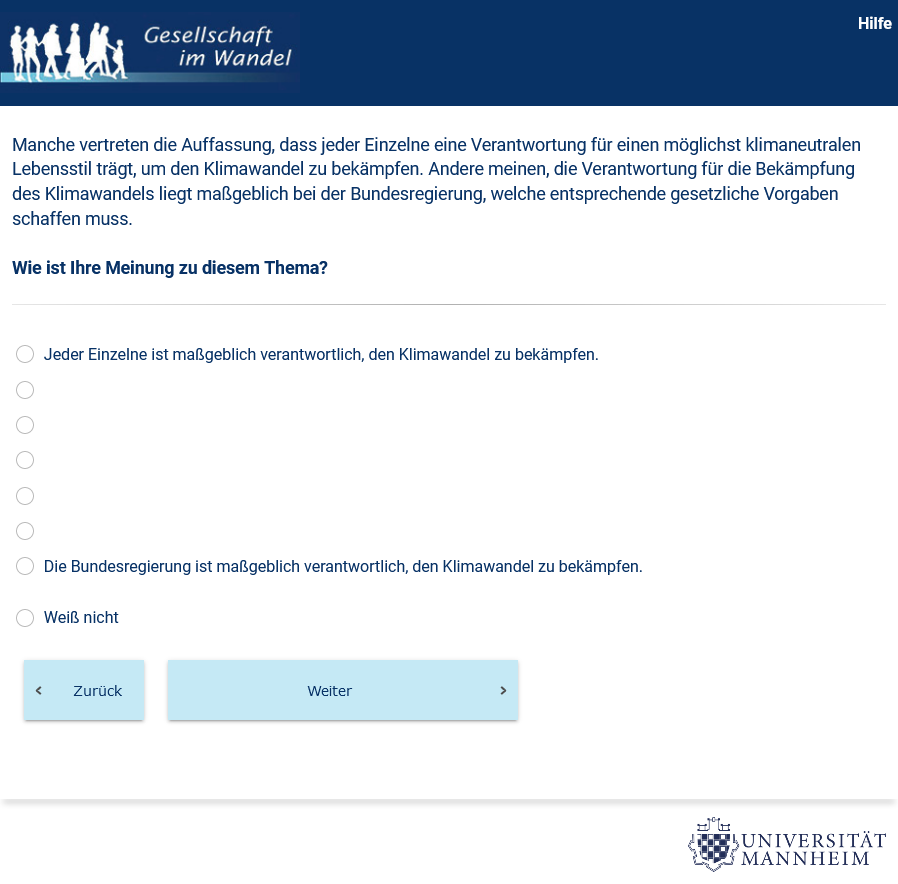 Gesellschaft
im Wandel
Hilfe
Manche vertreten die Auffassung, dass jeder Einzelne eine Verantwortung für einen möglichst klimaneutralen
Lebensstil trägt, um den Klimawandel zu bekämpfen. Andere meinen, die Verantwortung für die Bekämpfung
des Klimawandels liegt maßgeblich bei der Bundesregierung, welche entsprechende gesetzliche Vorgaben
schaffen muss.
Wie ist Ihre Meinung zu diesem Thema?
Jeder Einzelne ist maßgeblich verantwortlich, den Klimawandel zu bekämpfen.
Die Bundesregierung ist maßgeblich verantwortlich, den Klimawandel zu bekämpfen.
Weiß nicht
Zurück
Weiter
UNIVERSITÄT
MANNHEIM